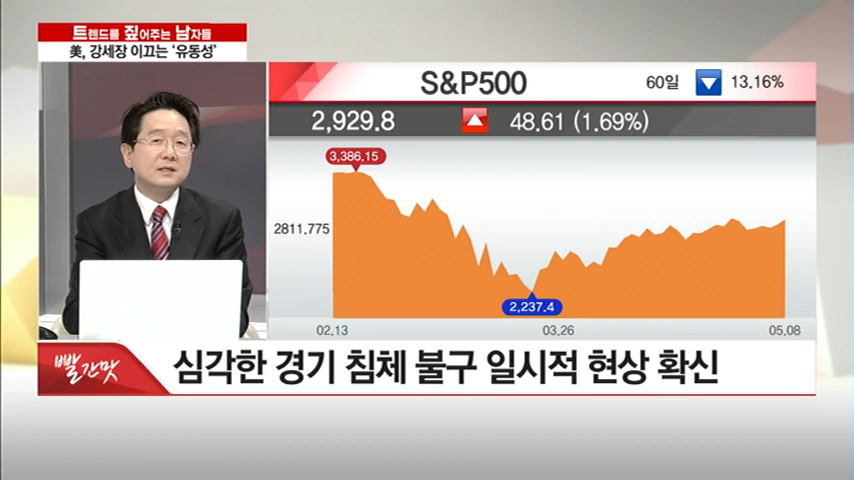 트렌드를 짚어주는 남자들
美, 강세장 이끄는 '유동성'
S&P500
60일 ▼ 13.16%
2,929.8 ▲ 48.61 (1.69%)
3,386.15
2811.775
2,237.4
02.13 03.26 05.08
빨간맛
심각한 경기 침체 불구 일시적 현상 확신